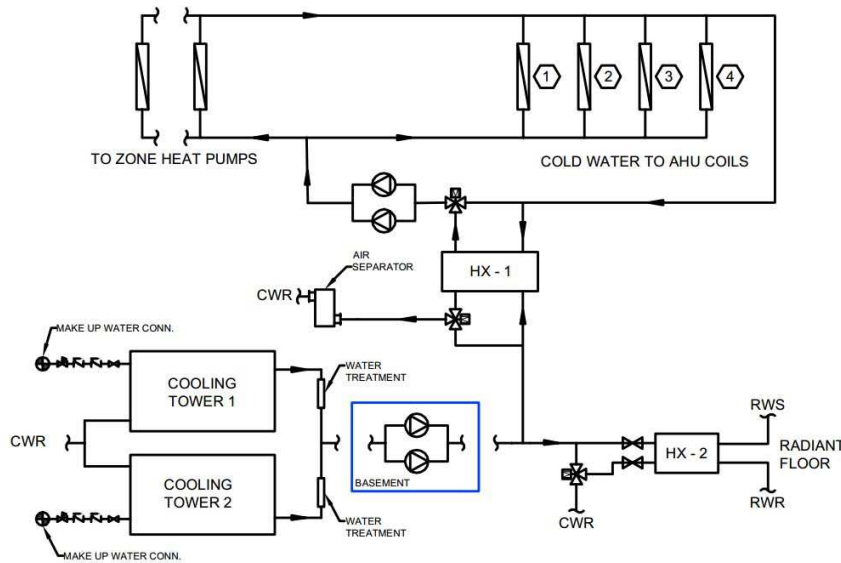 1
2
3
4
TO ZONE HEAT PUMPS
COLD WATER TO AHU COILS
M
HX - 1
AIR
SEPARATOR
CWR
M
MAKE UP WATER CONN.
COOLING
TOWER 1
WATER
TREATMENT
CWR
BASEMENT
COOLING
TOWER 2
WATER
TREATMENT
MAKE UP WATER CONN.
RWS
HX - 2
RADIANT
FLOOR
M
CWR
RWR